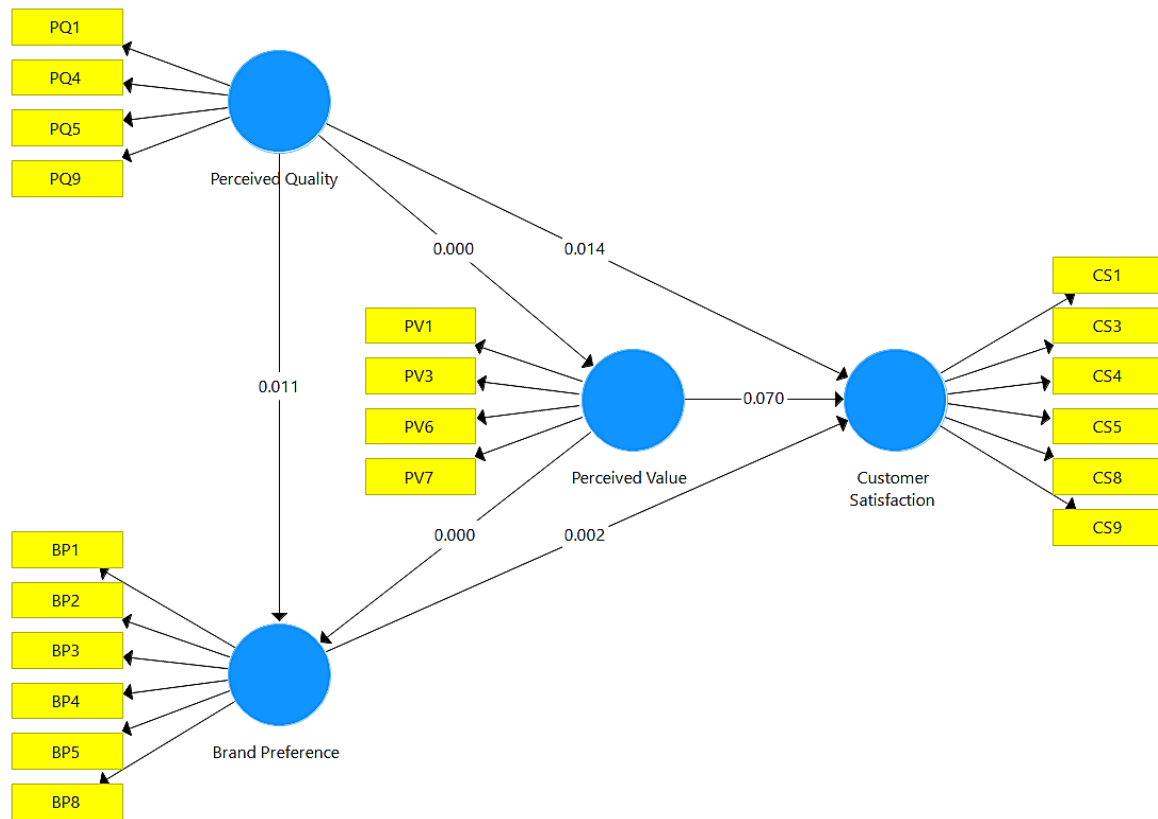 PQ1
PQ4
PQ5
PQ9
Perceived Quality
0.000
0.014
0.011
PV1
PV3
PV6
PV7
Perceived Value
0.070
CS1
CS3
CS4
CS5
CS8
CS9
Customer
Satisfaction
0.000
0.002
BP1
BP2
BP3
BP4
BP5
BP8
Brand Preference